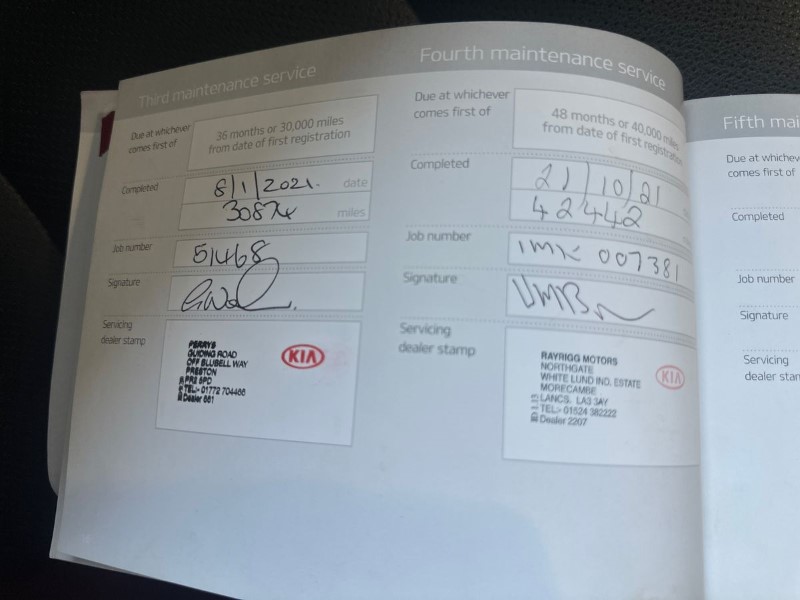 Third maintenance service
Due at whichever
comes first of
36 months or 30,000 miles
from date of first registration
Completed
8/1/2021. date
30874 miles
Job number
51468
Signature
Servicing
dealer stamp
PERRYS
GUIDING ROAD
OFF BLUBELL WAY
PRESTON
PR2 5PD
TEL:- 01772 704466
Dealer 661
KIA
Fourth maintenance service
Due at whichever
comes first of
48 months or 40,000 miles
from date of first registration
Completed
21/10/21
42442
Job number
1MK 007381
Signature
Servicing
dealer stamp
RAYRIGG MOTORS
NORTHGATE
WHITE LUND IND. ESTATE
MORECAMBE
LANCS. LA3 3AY
TEL:- 01524 382222
Dealer 2207
KIA
Fifth mai
Due at whichev
comes first of
Completed
Job number
Signature
Servicing
dealer stam